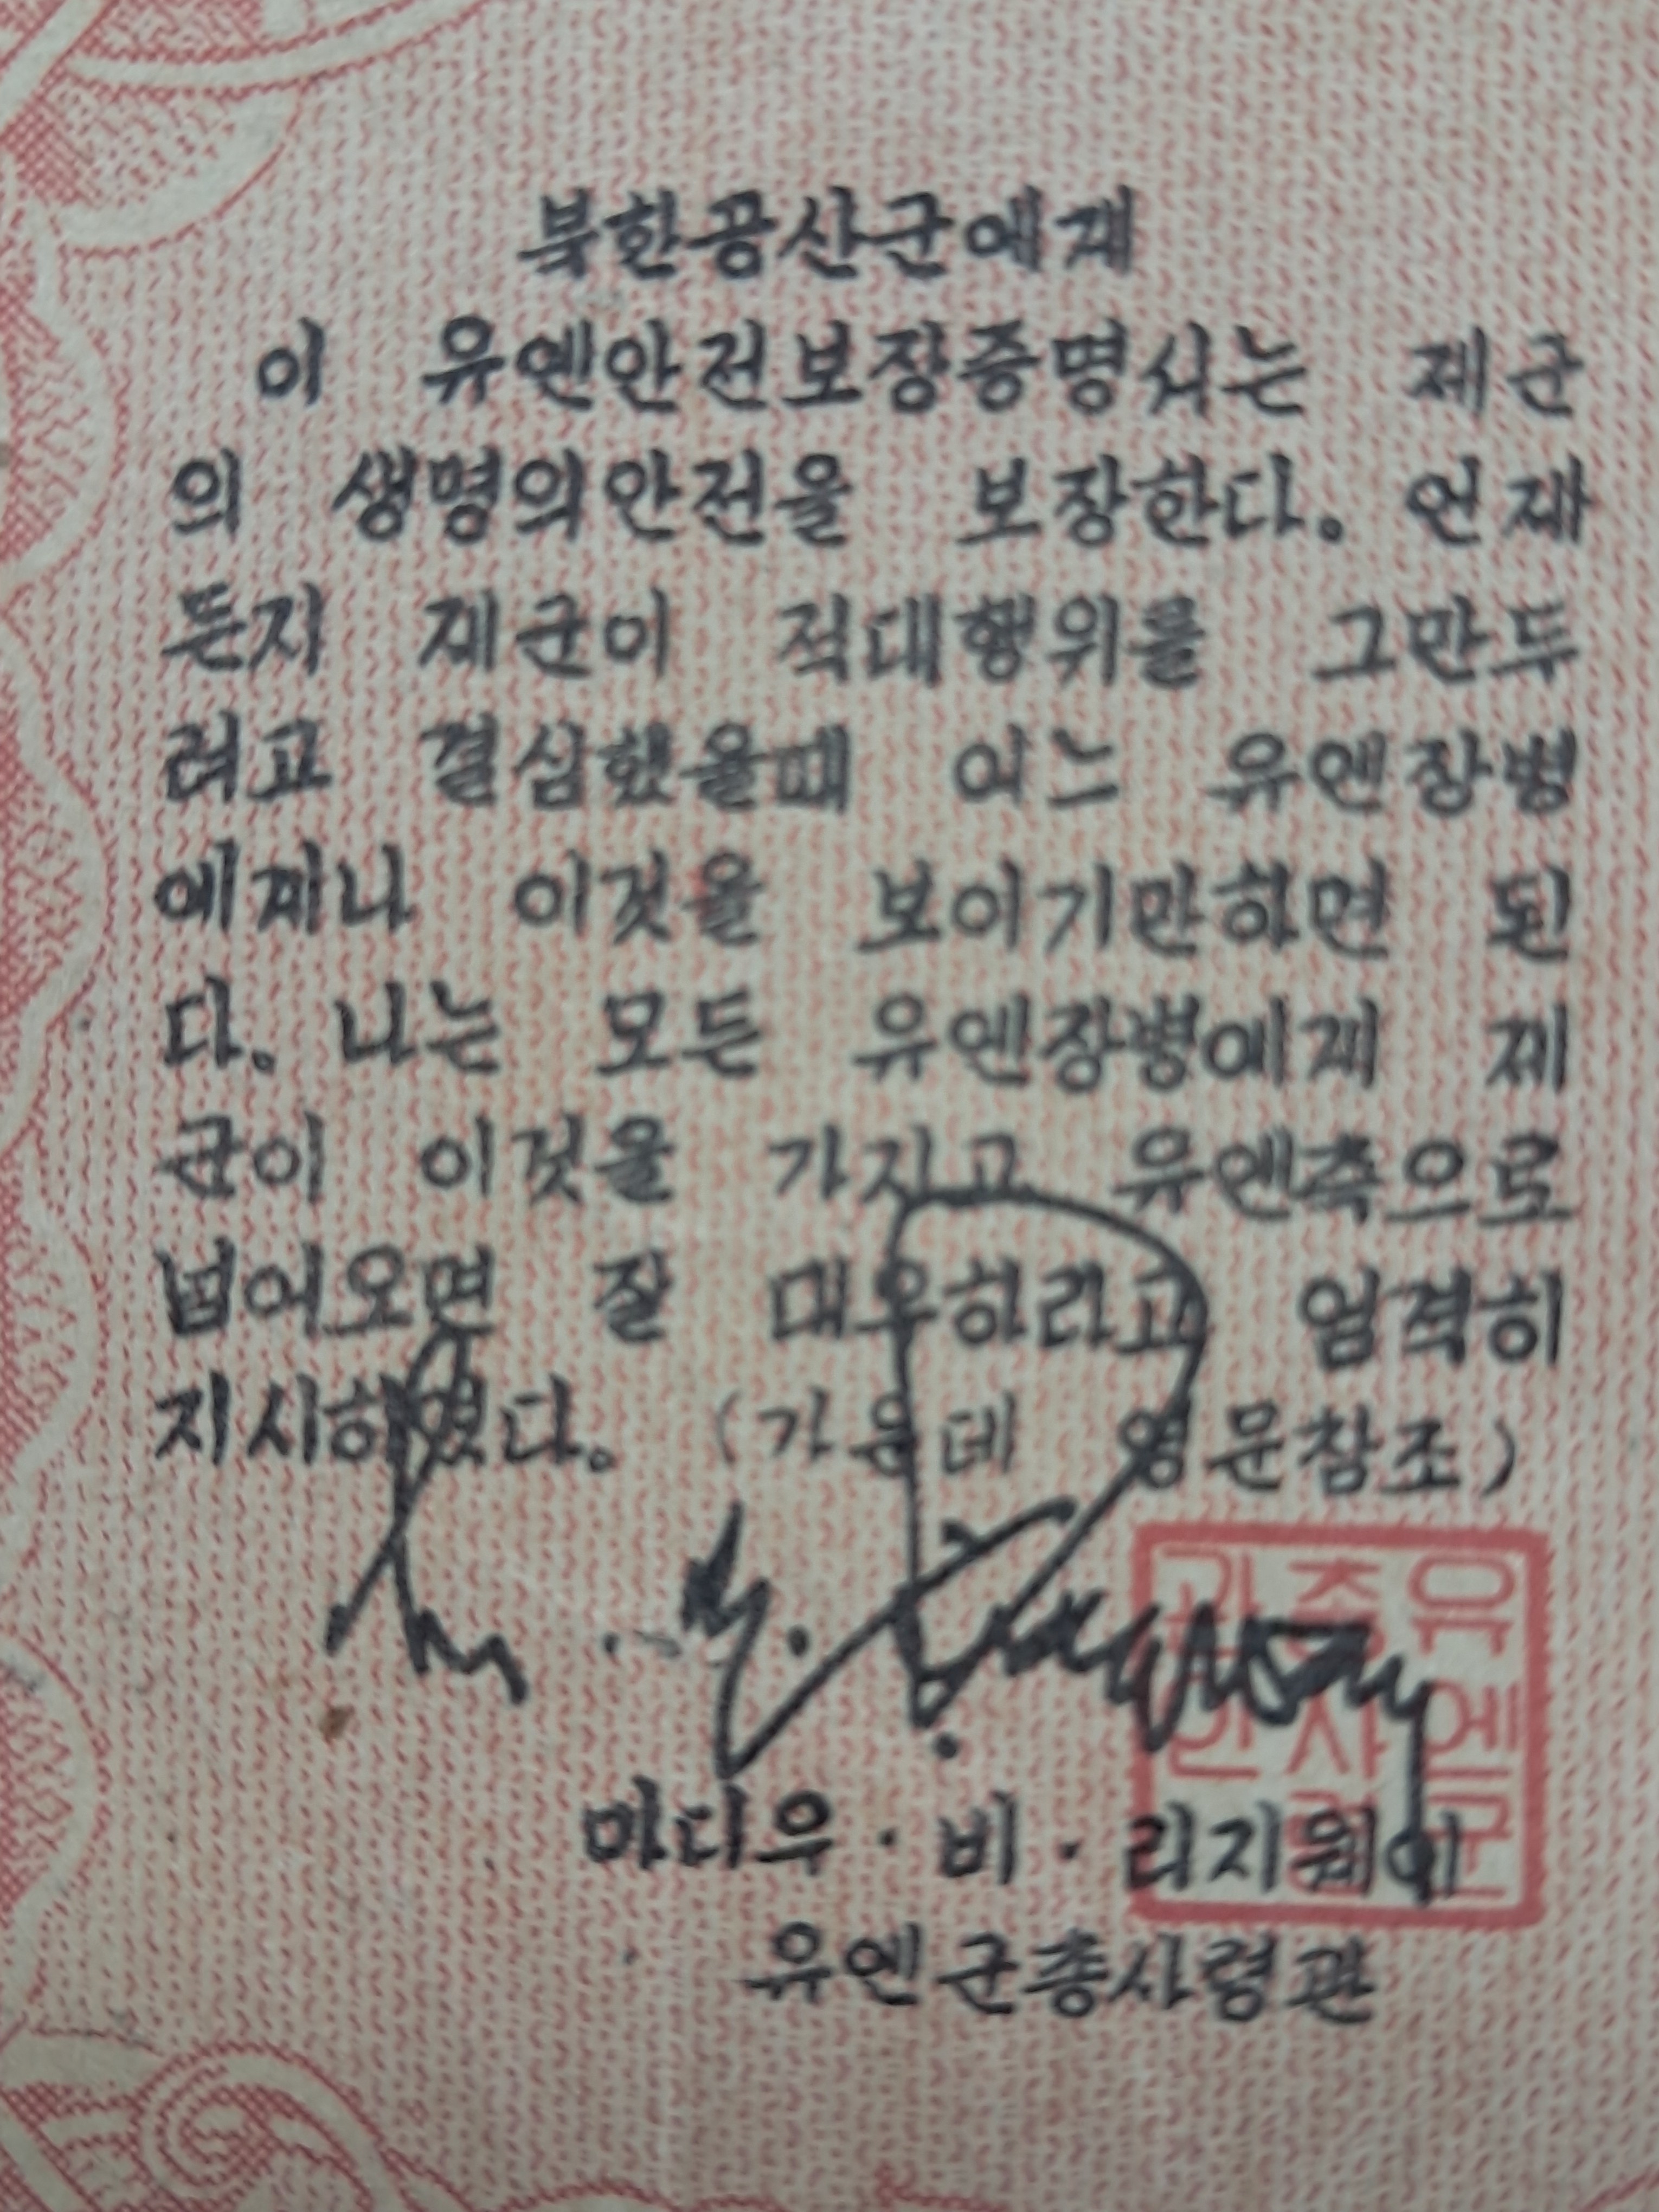 북한공산군에게
이 유엔안전보장증명서는 제군
의 생명의안전을 보장한다. 언제
든지 제군이 적대행위를 그만두
려고 결심했을때 어느 유엔장병
에게나 이것을 보이기만하면 된
다. 나는 모든 유엔장병에게 제
군이 이것을 가지고 유엔측으로
넘어오면 잘 대우하라고 엄격히
지시하였다. (가운데 영문참조)
마디우·비·리지웨이
유엔군총사령관
유엔군
총사